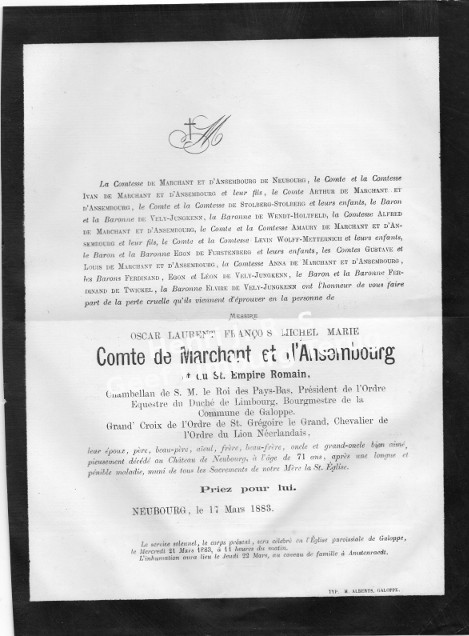 M
La Comtesse de Marchant et d'Ansembourg de Neubourg, le Comte et la Comtesse
Ivan de Marchant et d'Ansembourg et leur fils, le Comte Arthur de Marchant et
d'Ansembourg, le Comte et la Comtesse de Stolberg-Stolberg et leurs enfants, le Baron
et la Baronne de Vely-Jungkenn, la Baronne de Wendt-Holtfeld, la Comtesse Alfred
de Marchant et d'Ansembourg, le Comte et la Comtesse Amaury de Marchant et d'An-
sembourg et leur fils, le Comte et la Comtesse Levin Wolff-Metternich et leurs enfants,
le Baron et la Baronne Egon de Furstenberg et leurs enfants, les Comtes Gustave et
Louis de Marchant et d'Ansembourg, la Comtesse Anna de Marchant et d'Ansembourg,
les Barons Ferdinand, Egon et Léon de Vely-Jungkenn, le Baron et la Baronne Fer-
dinand de Twickel, la Baronne Elvire de Vely-Jungkenn ont l'honneur de vous faire
part de la perte cruelle qu'ils viennent d'éprouver en la personne de
Messire
OSCAR LAURENT FRANÇOIS MICHEL MARIE
Comte de Marchant et d'Ansembourg
et du St. Empire Romain,
Chambellan de S. M. le Roi des Pays-Bas, Président de l'Ordre
Equestre du Duché de Limbourg, Bourgmestre de la
Commune de Galoppe,
Grand' Croix de l'Ordre de St. Grégoire le Grand, Chevalier de
l'Ordre du Lion Néerlandais,
leur époux, père, beau-père, aïeul, frère, beau-frère, oncle et grand-oncle bien aimé,
pieusement décédé au Château de Neubourg, à l'âge de 71 ans, après une longue et
pénible maladie, muni de tous les Sacrements de notre Mère la St. Église.
Priez pour lui.
NEUBOURG, le 17 Mars 1883.
Le service solennel, le corps présent, sera célébré en l'Église paroissiale de Galoppe,
le Mercredi 21 Mars 1883, à 11 heures du matin.
L'inhumation aura lieu le Jeudi 22 Mars, au caveau de famille à Amstenraedt.
TYP. M. ALBERTS, GALOPPE.